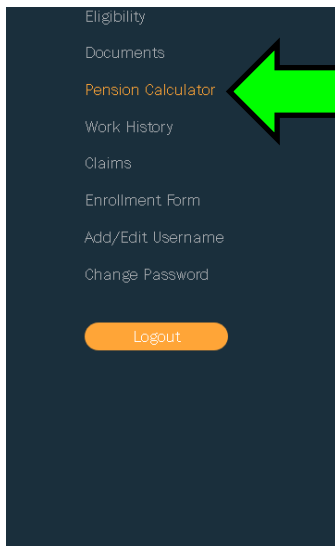 Eligibility
Documents
Pension Calculator
Work History
Claims
Enrollment Form
Add/Edit Username
Change Password
Logout